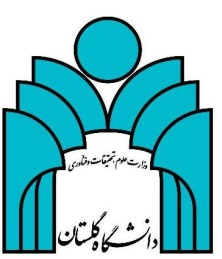 وزارت علوم تحقیقات و فناوری
دانشگاه گلستان